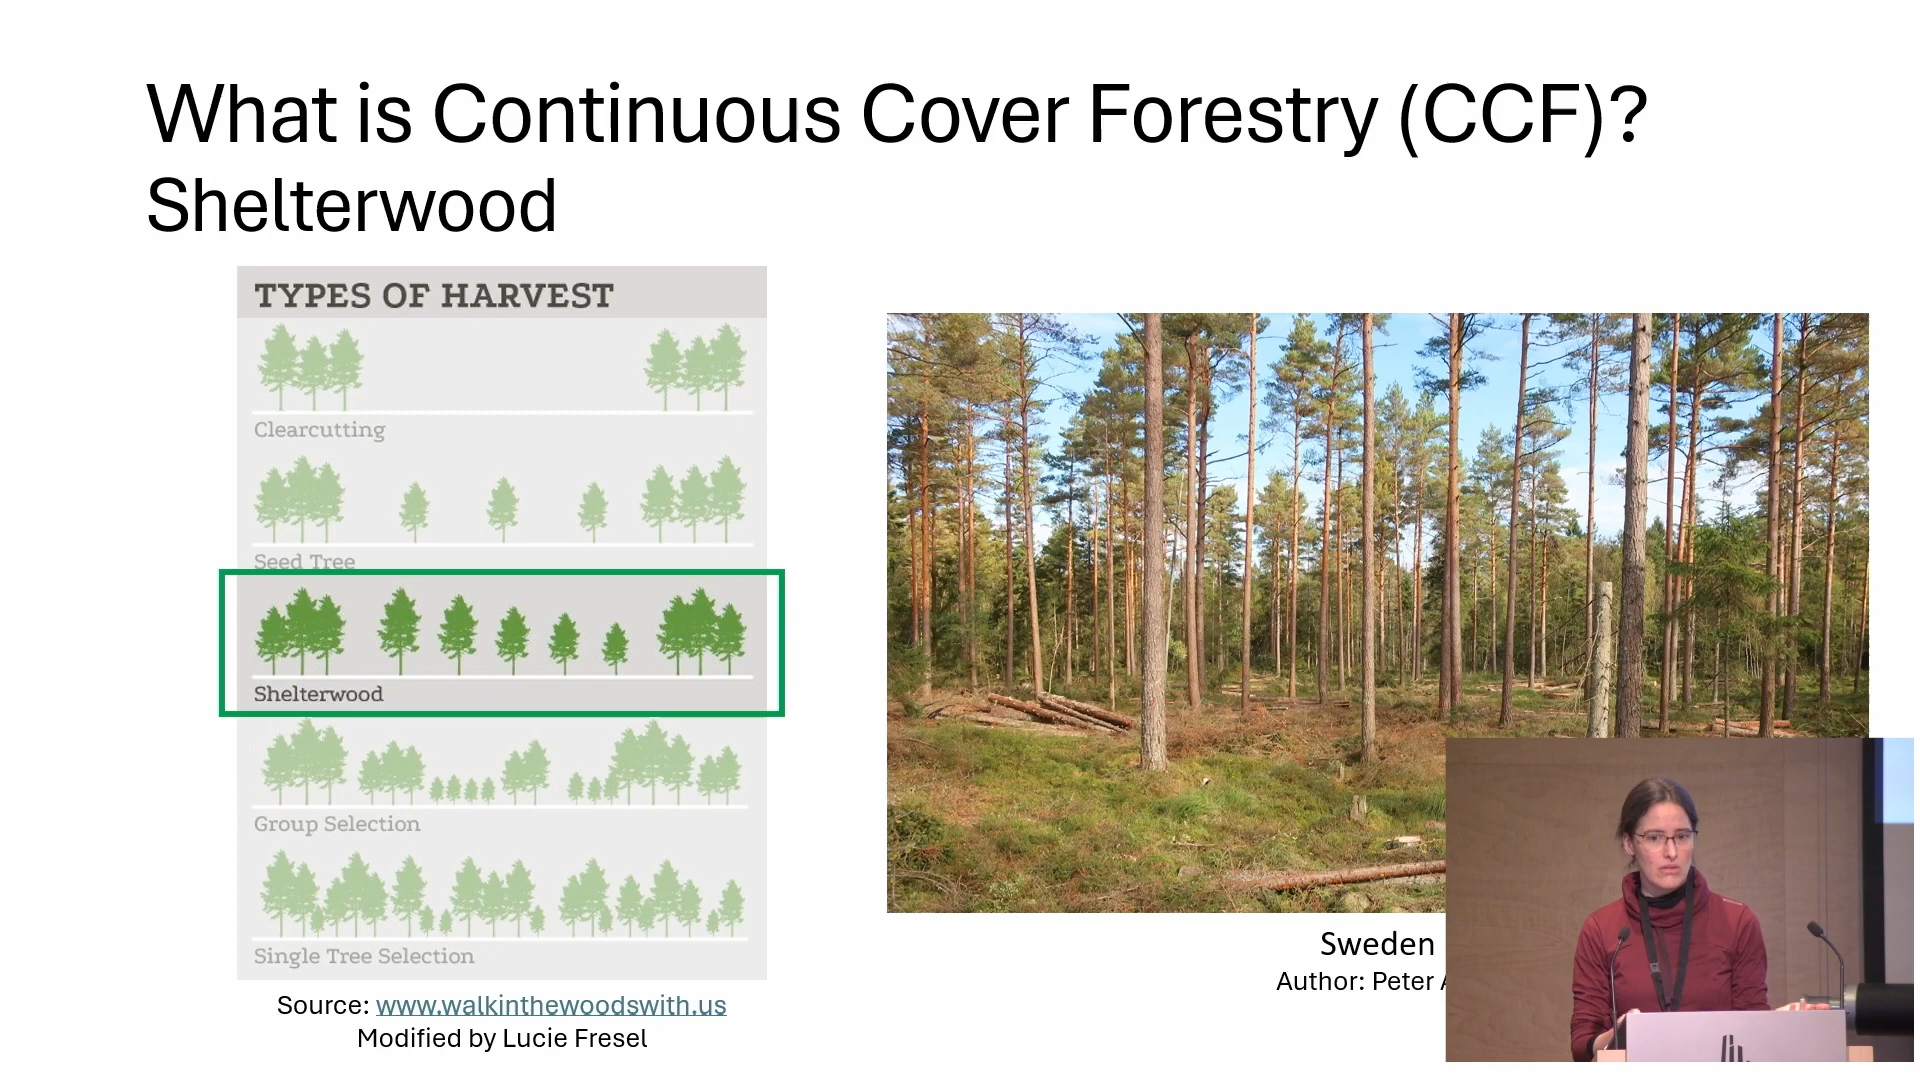 What is Continuous Cover Forestry (CCF)?
Shelterwood
TYPES OF HARVEST
Clearcutting
Seed Tree
Shelterwood
Group Selection
Single Tree Selection
Source: www.walkinthewoodswith.us
Modified by Lucie Fresel
Sweden
Author: Peter